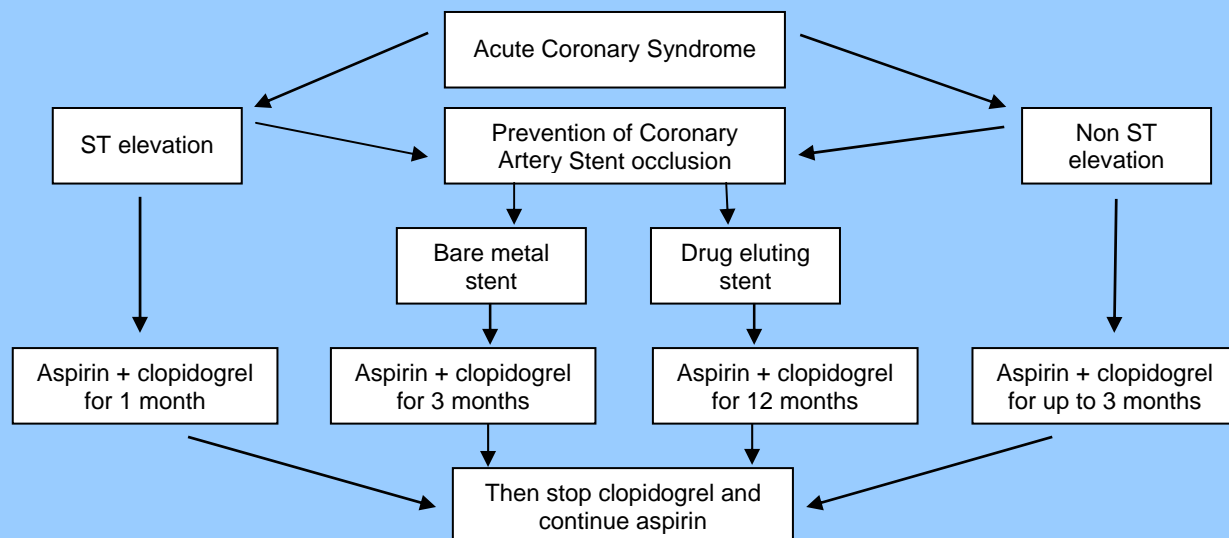 Acute Coronary Syndrome
ST elevation
Prevention of Coronary
Artery Stent occlusion
Non ST
elevation
Bare metal
stent
Drug eluting
stent
Aspirin + clopidogrel
for 1 month
Aspirin + clopidogrel
for 3 months
Aspirin + clopidogrel
for 12 months
Aspirin + clopidogrel
for up to 3 months
Then stop clopidogrel and
continue aspirin